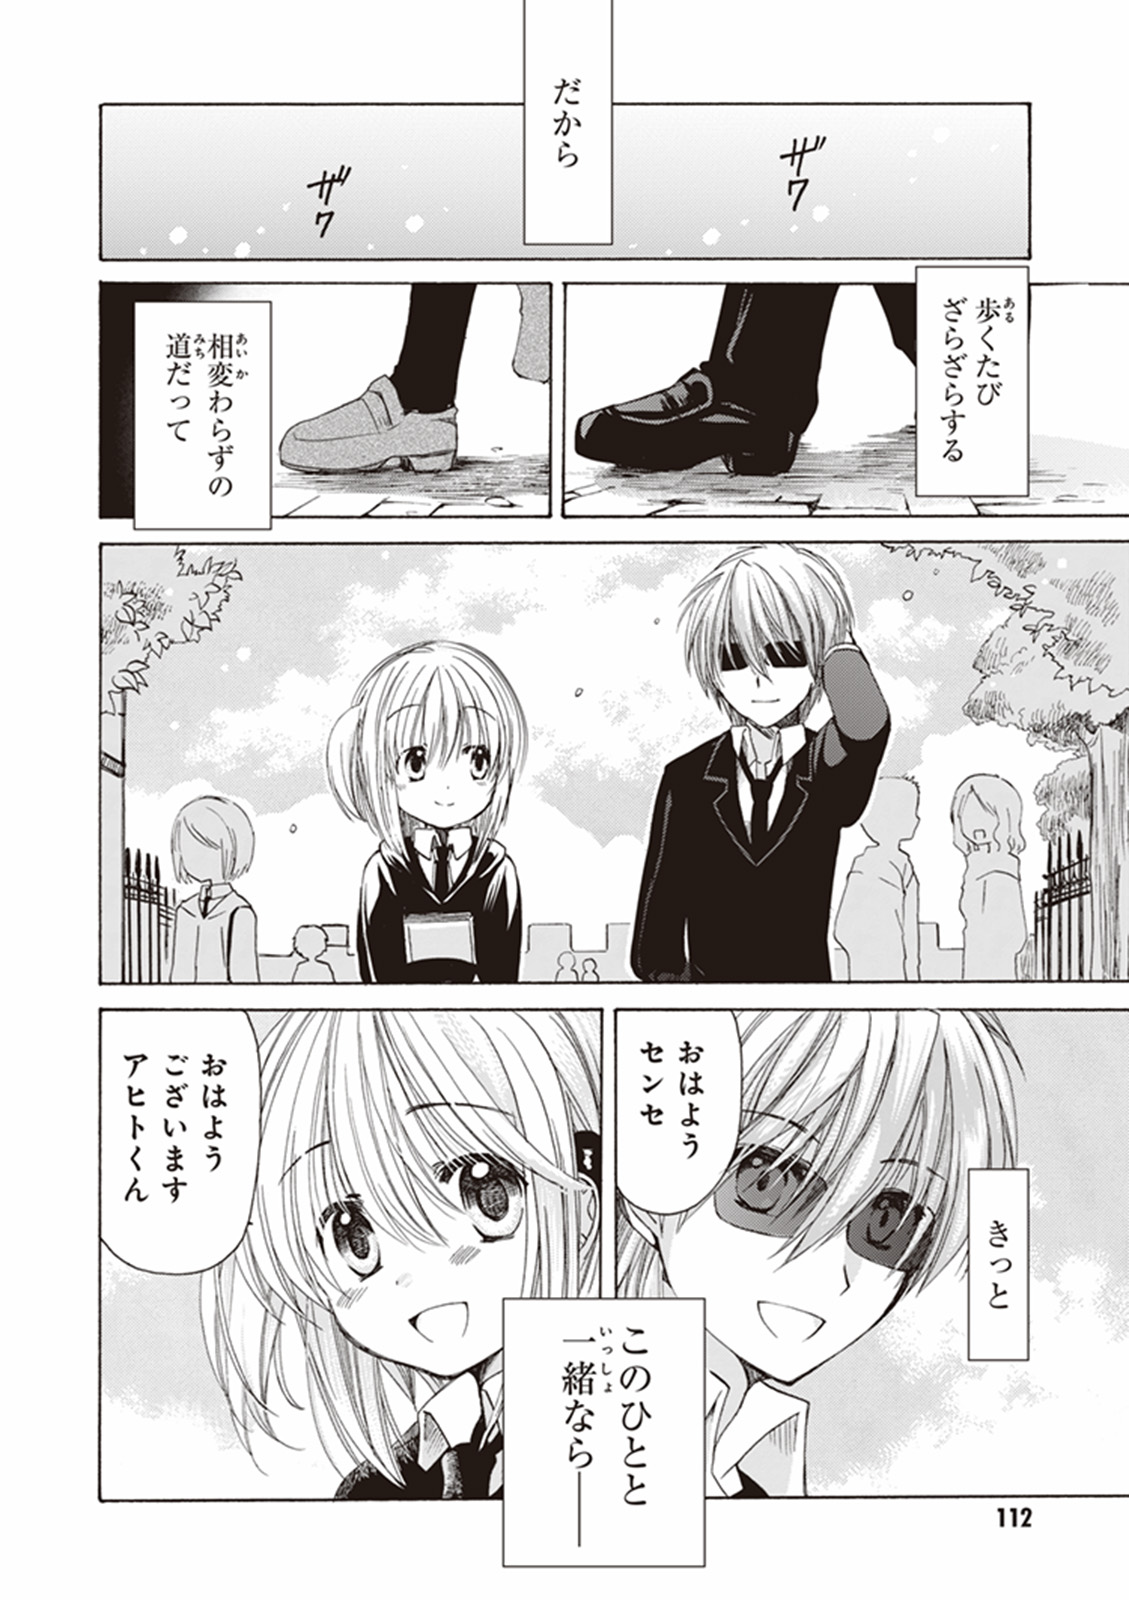 だから
ザク
ザク
歩くたび
ざらざらする
相変わらずの
道だって
おはよう
センセ
きっと
おはよう
ございます
アヒトくん
このひとと
一緒なら――
112